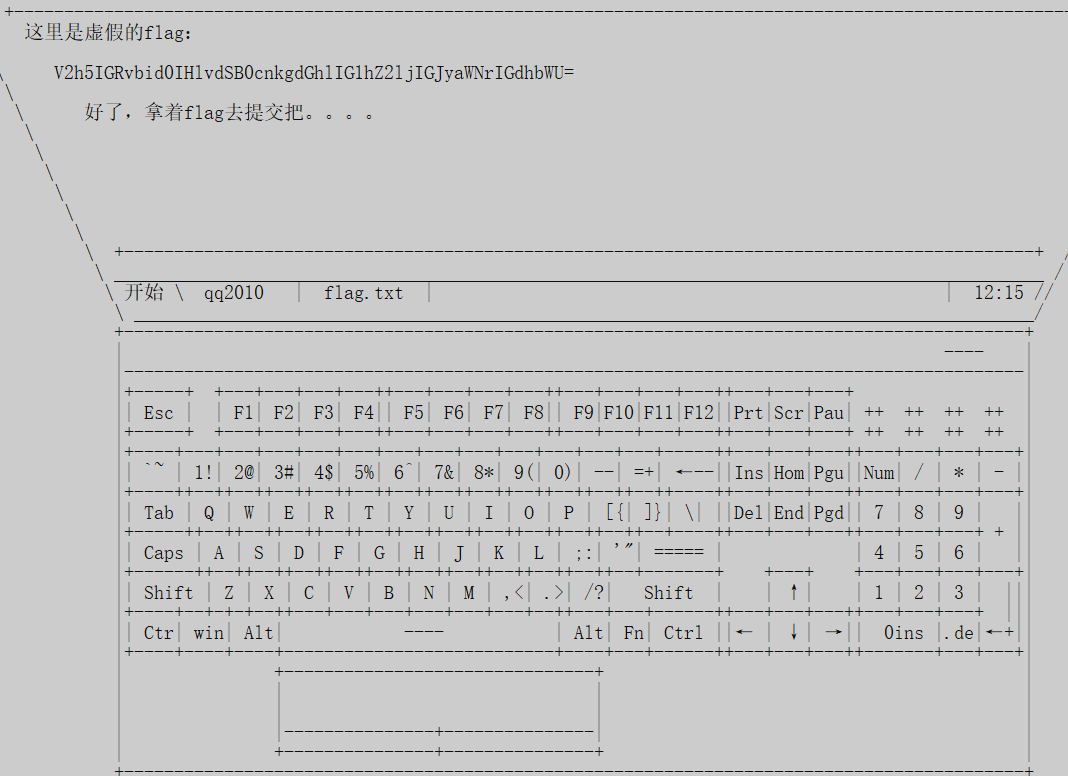 这里是虚假的flag：
V2h5IGRvbid0IHlvdSB0cnkgdGhlIG1hZ2ljIGJyaWNrIGdhbWU=
好了，拿着flag去提交把。。。。
开始 \ qq2010 | flag.txt | | 12:15
----
Esc | F1 | F2 | F3 | F4 | F5 | F6 | F7 | F8 | F9 | F10 | F11 | F12 | Prt | Scr | Pau | ++ ++ ++ ++
++ ++ ++ ++
`~ | 1! | 2@ | 3# | 4$ | 5% | 6^ | 7& | 8* | 9( | 0) | -- | =+ | ←-- | Ins | Hom | Pgu | Num | / | * | -
Tab | Q | W | E | R | T | Y | U | I | O | P | [{ | ]} | \ | Del | End | Pgd | 7 | 8 | 9
+
Caps | A | S | D | F | G | H | J | K | L | ;: | '" | ===== | 4 | 5 | 6
Shift | Z | X | C | V | B | N | M | ,< | .> | /? | Shift | ↑ | 1 | 2 | 3
Ctr | win | Alt | ---- | Alt | Fn | Ctrl | ← | ↓ | → | 0ins | .de | ←+